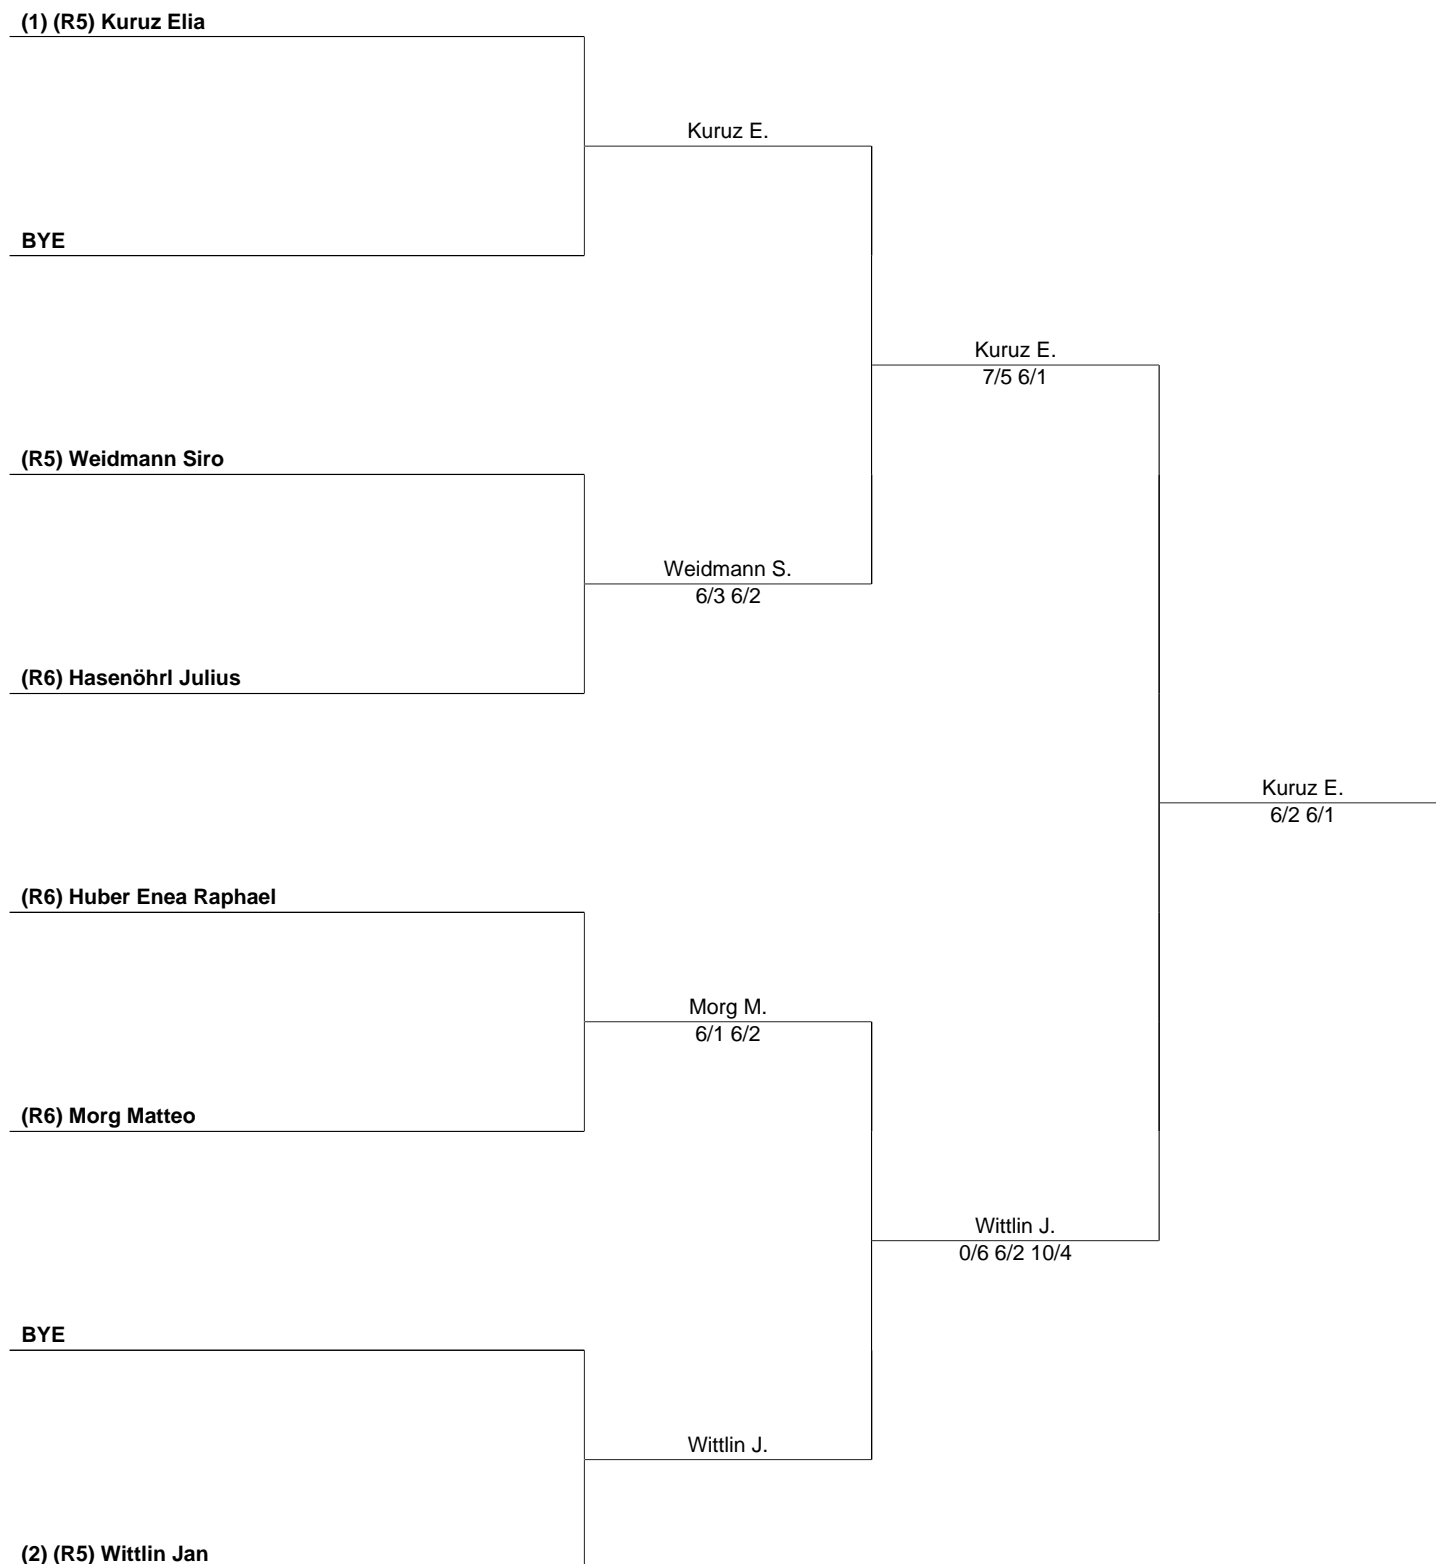 (1) (R5) Kuruz Elia
Kuruz E.
BYE
Kuruz E.
7/5 6/1
(R5) Weidmann Siro
Weidmann S.
6/3 6/2
(R6) Hasenöhrl Julius
Kuruz E.
6/2 6/1
(R6) Huber Enea Raphael
Morg M.
6/1 6/2
(R6) Morg Matteo
Wittlin J.
0/6 6/2 10/4
BYE
Wittlin J.
(2) (R5) Wittlin Jan